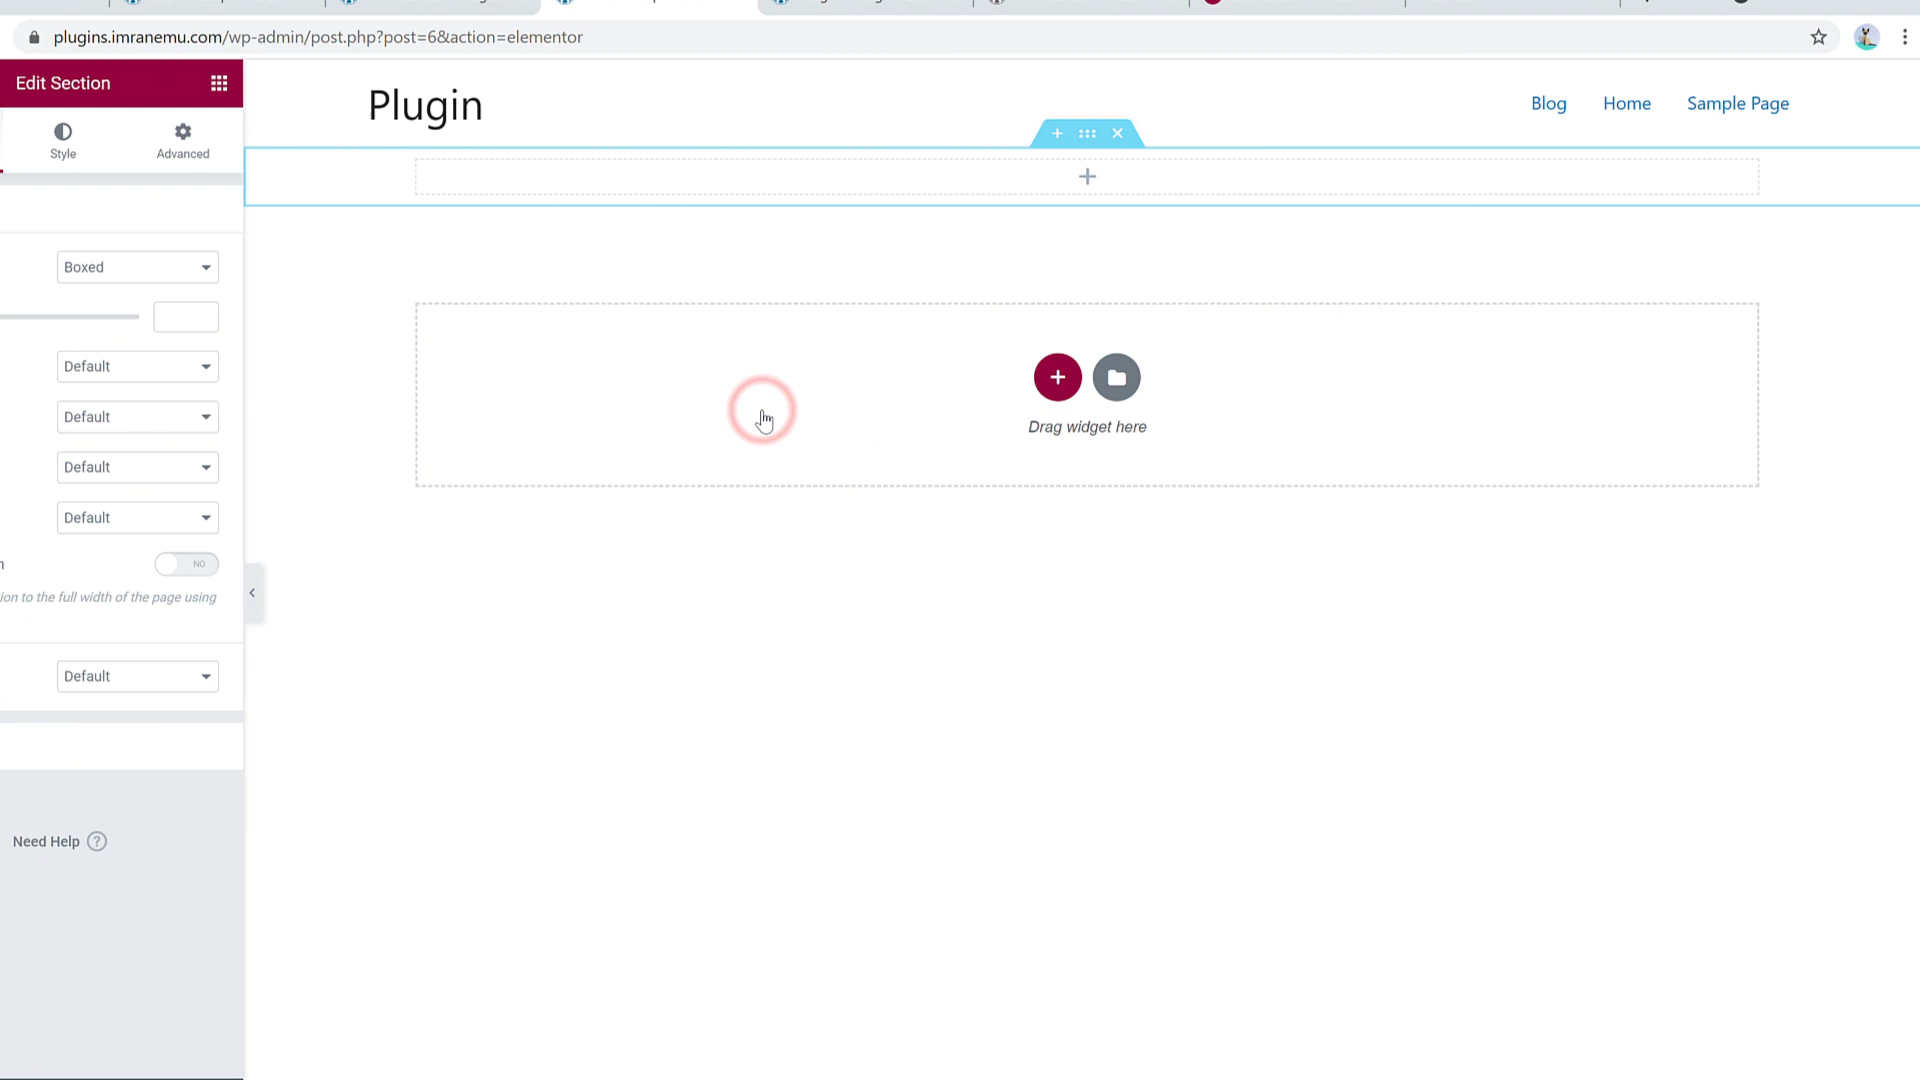 plugins.imranemu.com/wp-admin/post.php?post=6&action=elementor
Edit Section
Plugin
Blog
Home
Sample Page
Style
Advanced
Boxed
Default
Default
Default
Default
NO
ion to the full width of the page using
Default
Drag widget here
Need Help